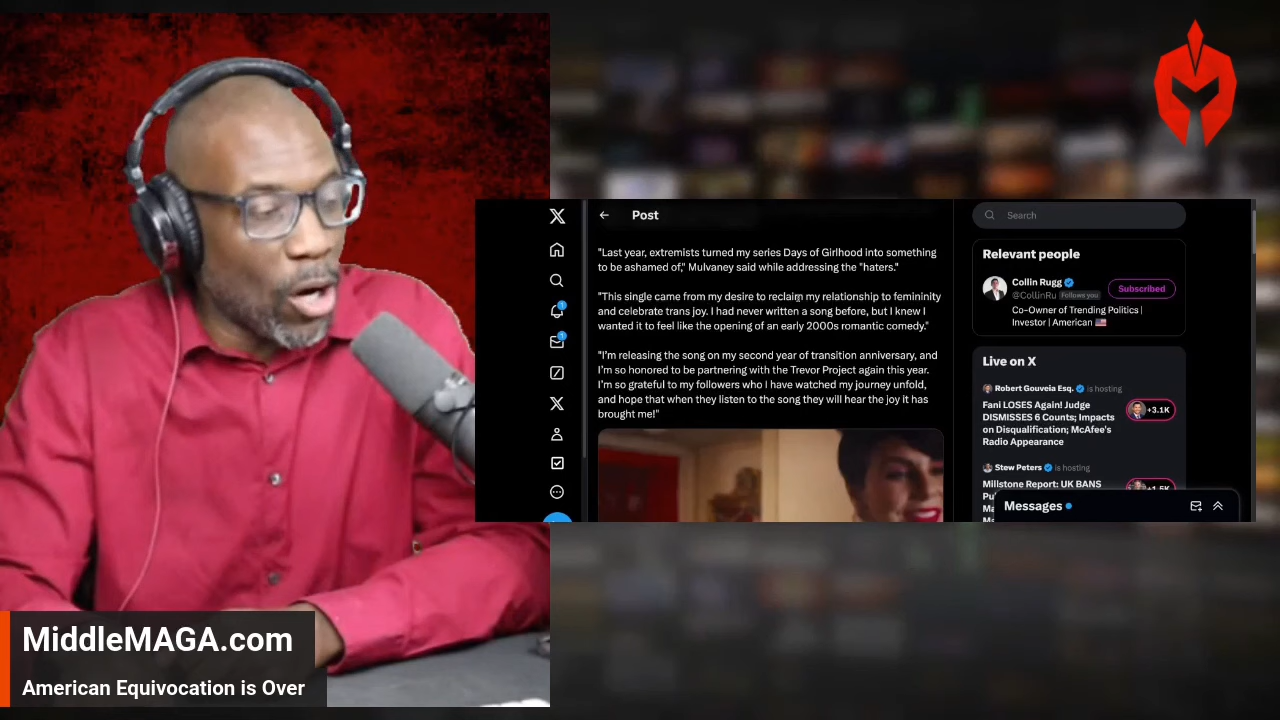 Post
"Last year, extremists turned my series Days of Girlhood into something
to be ashamed of," Mulvaney said while addressing the "haters."
"This single came from my desire to reclaim my relationship to femininity
and celebrate trans joy. I had never written a song before, but I knew I
wanted it to feel like the opening of an early 2000s romantic comedy."
"I'm releasing the song on my second year of transition anniversary, and
I'm so honored to be partnering with the Trevor Project again this year.
I'm so grateful to my followers who I have watched my journey unfold,
and hope that when they listen to the song they will hear the joy it has
brought me!"
Search
Relevant people
Collin Rugg
@CollinRu Follows you
Subscribed
Co-Owner of Trending Politics |
Investor | American
Live on X
Robert Gouveia Esq. is hosting
Fani LOSES Again! Judge
DISMISSES 6 Counts; Impacts
on Disqualification; McAfee's
Radio Appearance
+3.1K
Stew Peters is hosting
Millstone Report: UK BANS
+1.5K
Messages
MiddleMAGA.com
American Equivocation is Over